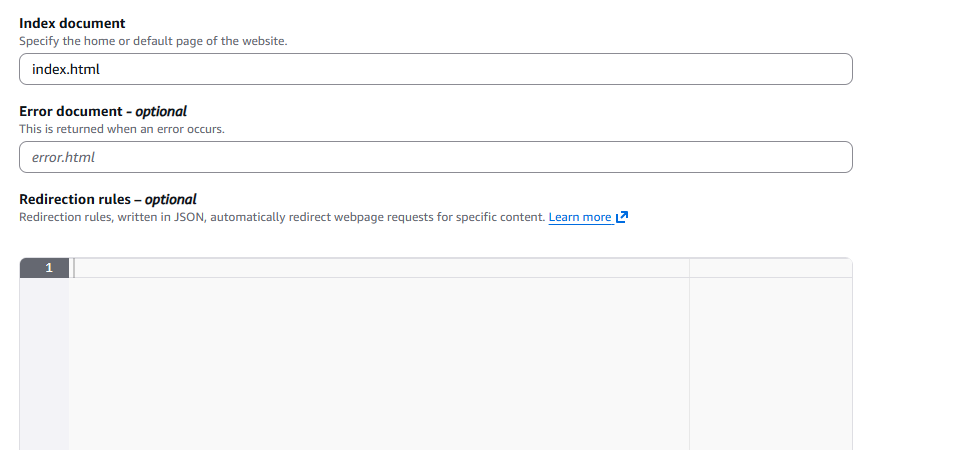 Index document
Specify the home or default page of the website.
index.html
Error document - optional
This is returned when an error occurs.
error.html
Redirection rules – optional
Redirection rules, written in JSON, automatically redirect webpage requests for specific content. Learn more
1